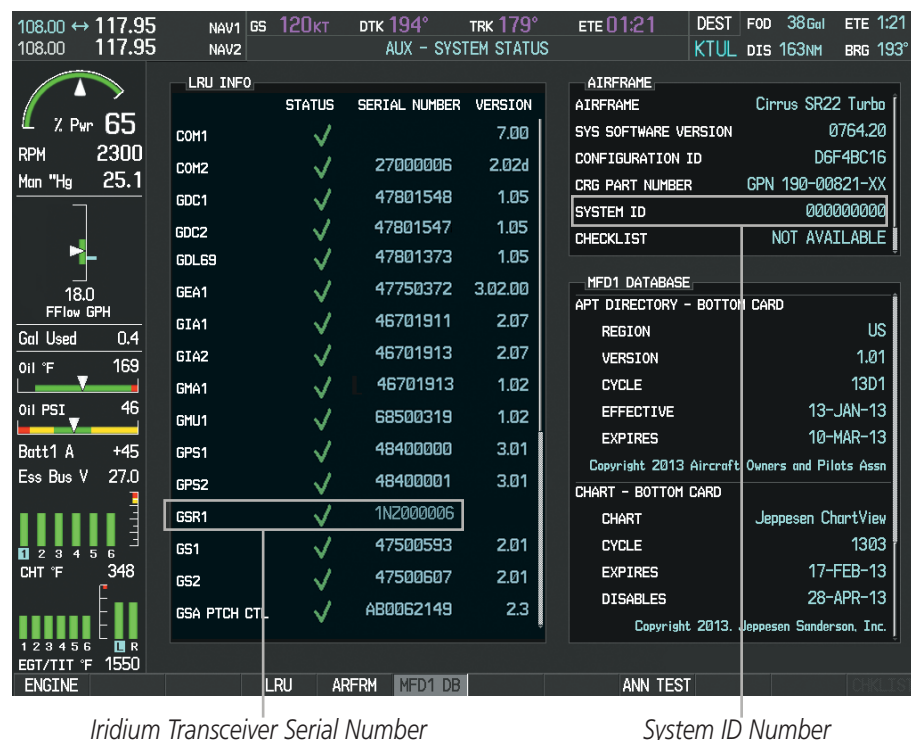 108.00 ↔ 117.95 NAV1 GS 120KT DTK 194° TRK 179° ETE 01:21 DEST FOD 38Gal ETE 1:21
108.00 117.95 NAV2 AUX – SYSTEM STATUS KTUL DIS 163NM BRG 193°
% Pwr 65
RPM 2300
Man "Hg 25.1
18.0
FFlow GPH
Gal Used 0.4
Oil °F 169
Oil PSI 46
Batt1 A +45
Ess Bus V 27.0
1 2 3 4 5 6
CHT °F 348
1 2 3 4 5 6 L R
EGT/TIT °F 1550
LRU INFO
STATUS SERIAL NUMBER VERSION
COM1 ✓ 7.00
COM2 ✓ 27000006 2.02d
GDC1 ✓ 47801548 1.05
GDC2 ✓ 47801547 1.05
GDL69 ✓ 47801373 1.05
GEA1 ✓ 47750372 3.02.00
GIA1 ✓ 46701911 2.07
GIA2 ✓ 46701913 2.07
GMA1 ✓ 46701913 1.02
GMU1 ✓ 68500319 1.02
GPS1 ✓ 48400000 3.01
GPS2 ✓ 48400001 3.01
GSR1 ✓ 1NZ000006
GS1 ✓ 47500593 2.01
GS2 ✓ 47500607 2.01
GSA PTCH CTL ✓ AB0062149 2.3
AIRFRAME
AIRFRAME Cirrus SR22 Turbo
SYS SOFTWARE VERSION 0764.20
CONFIGURATION ID D6F4BC16
CRG PART NUMBER GPN 190-00821-XX
SYSTEM ID 000000000
CHECKLIST NOT AVAILABLE
MFD1 DATABASE
APT DIRECTORY – BOTTOM CARD
REGION US
VERSION 1.01
CYCLE 13D1
EFFECTIVE 13-JAN-13
EXPIRES 10-MAR-13
Copyright 2013 Aircraft Owners and Pilots Assn
CHART – BOTTOM CARD
CHART Jeppesen ChartView
CYCLE 1303
EXPIRES 17-FEB-13
DISABLES 28-APR-13
Copyright 2013. Jeppesen Sanderson, Inc.
ENGINE LRU ARFRM MFD1 DB ANN TEST CHKLIST
Iridium Transceiver Serial Number System ID Number